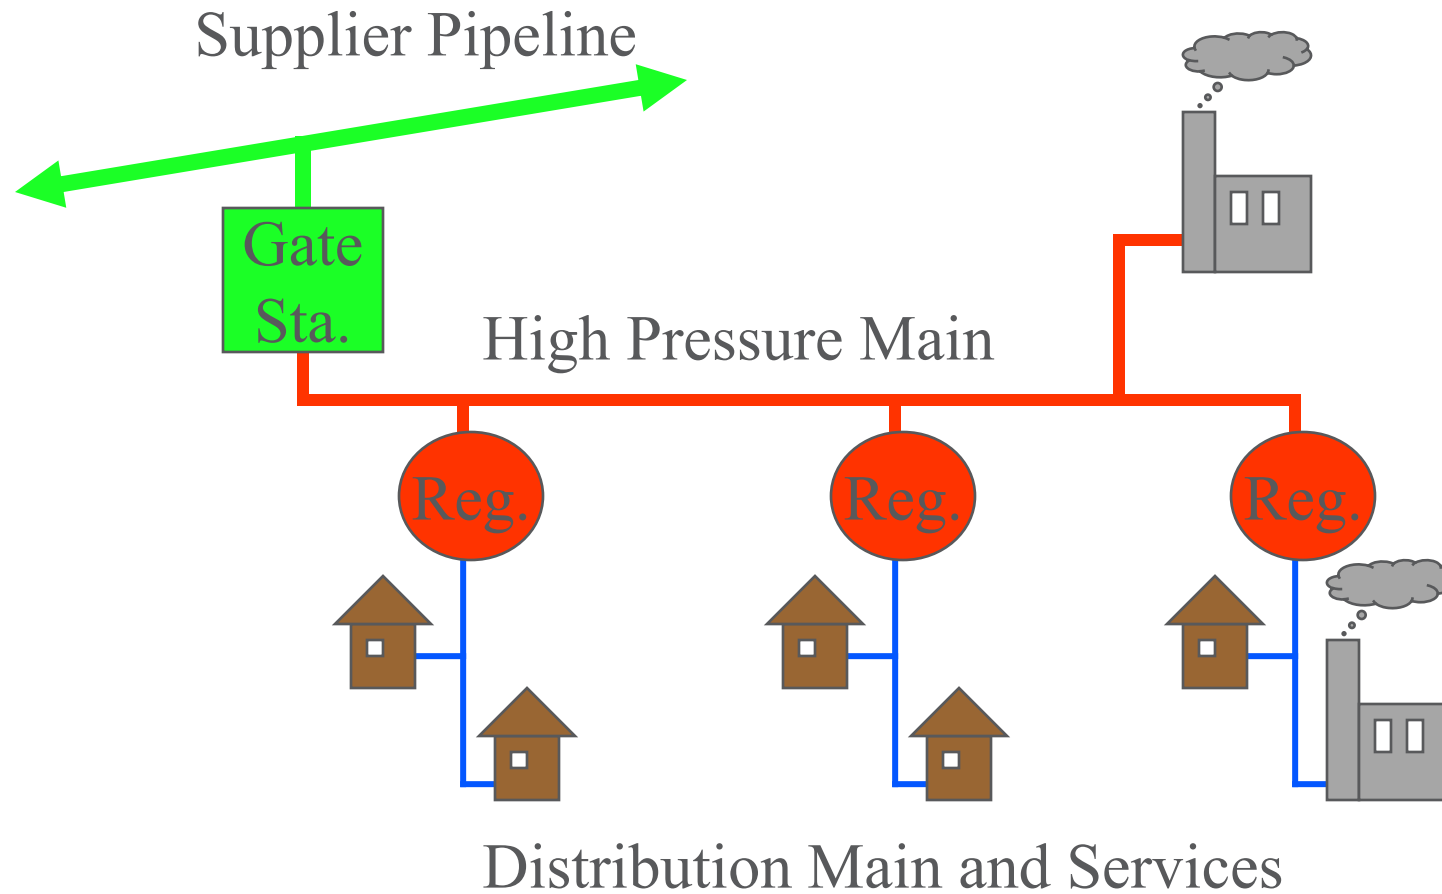 Supplier Pipeline
Gate
Sta.
High Pressure Main
Reg.
Reg.
Reg.
Distribution Main and Services